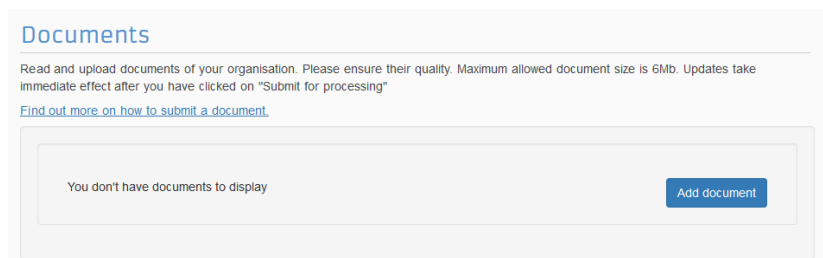 Documents
Read and upload documents of your organisation. Please ensure their quality. Maximum allowed document size is 6Mb. Updates take
immediate effect after you have clicked on "Submit for processing"
Find out more on how to submit a document.
You don't have documents to display
Add document